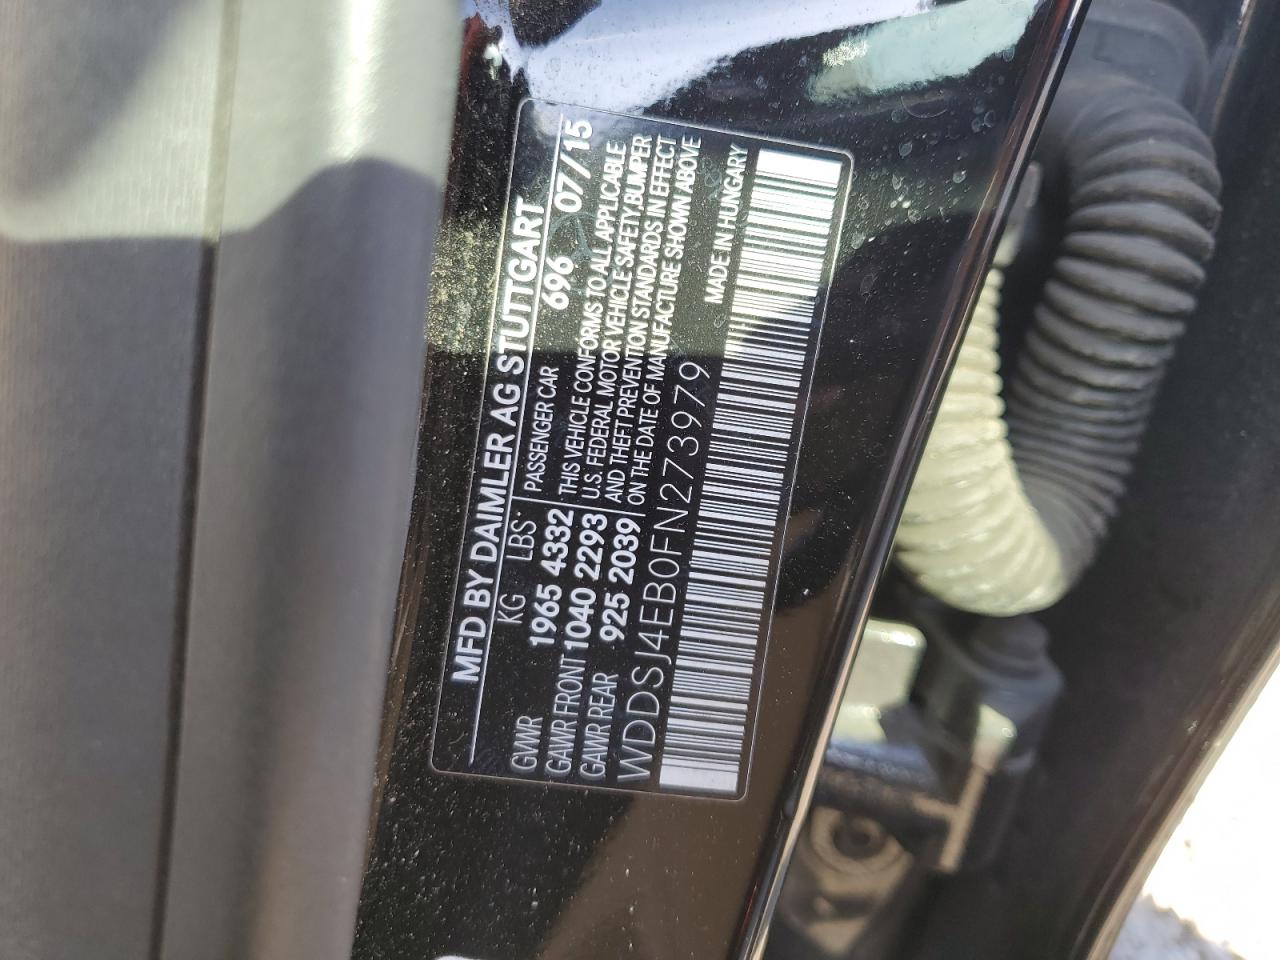 MFD BY DAIMLER AG STUTTGART
KG LBS PASSENGER CAR 696 07/15
GVWR 1965 4332 THIS VEHICLE CONFORMS TO ALL APPLICABLE
GAWR FRONT 1040 2293 U.S. FEDERAL MOTOR VEHICLE SAFETY,BUMPER
GAWR REAR 925 2039 AND THEFT PREVENTION STANDARDS IN EFFECT
ON THE DATE OF MANUFACTURE SHOWN ABOVE
WDDSJ4EB0FN273979 MADE IN HUNGARY